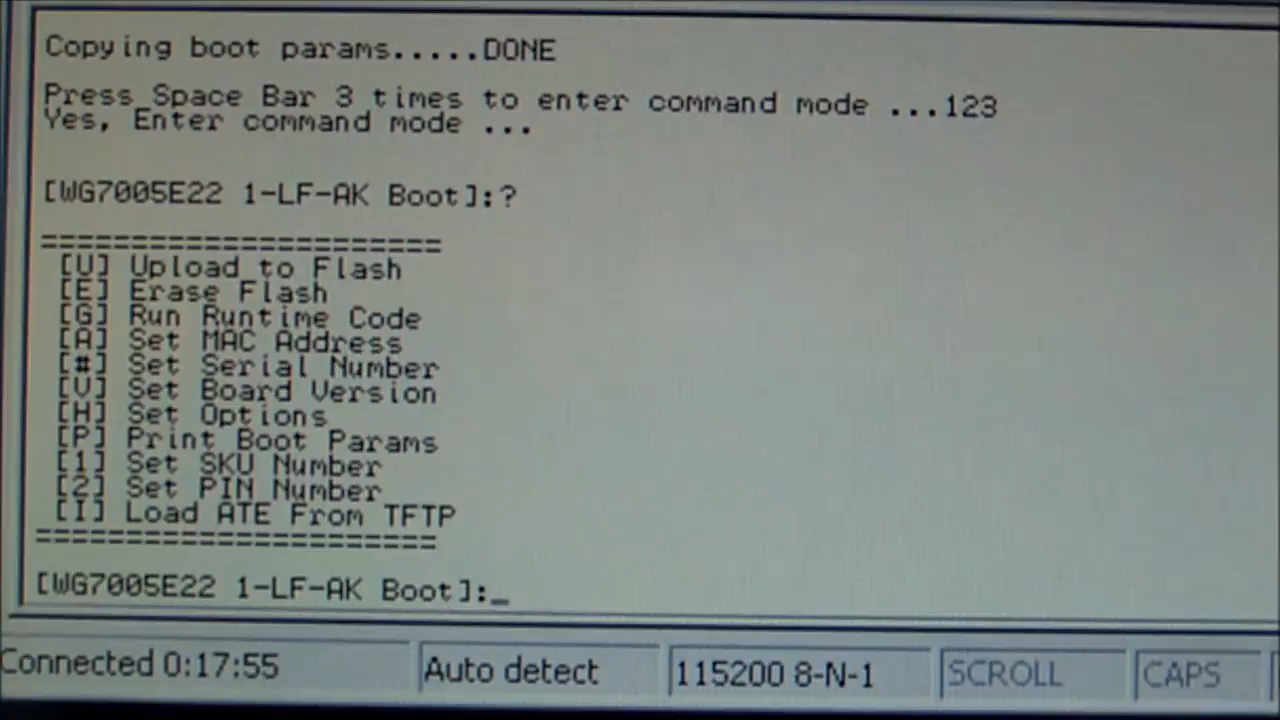 Copying boot params.....DONE
Press Space Bar 3 times to enter command mode ...123
Yes, Enter command mode ...
[WG7005E22 1-LF-AK Boot]:?
======================
[U] Upload to Flash
[E] Erase Flash
[G] Run Runtime Code
[A] Set MAC Address
[#] Set Serial Number
[V] Set Board Version
[H] Set Options
[P] Print Boot Params
[1] Set SKU Number
[2] Set PIN Number
[I] Load ATE From TFTP
======================
[WG7005E22 1-LF-AK Boot]:_
Connected 0:17:55 Auto detect 115200 8-N-1 SCROLL CAPS